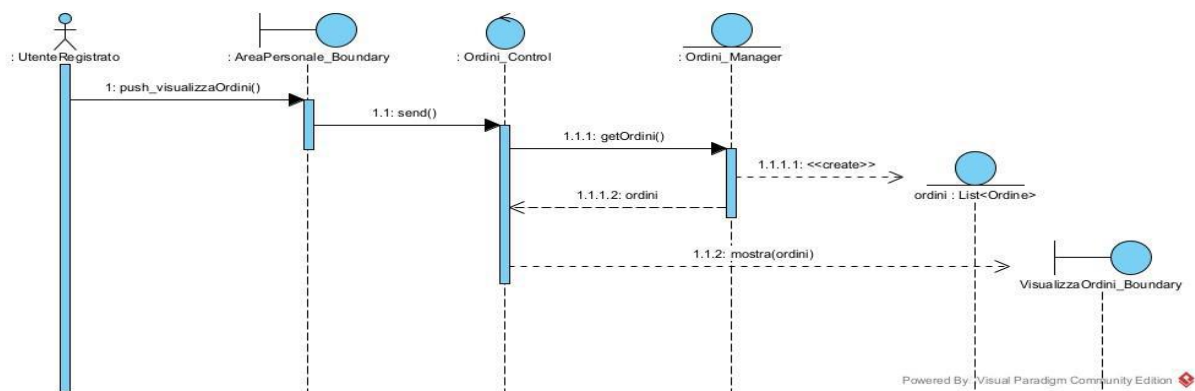 : UtenteRegistrato
: AreaPersonale_Boundary
: Ordini_Control
: Ordini_Manager
1: push_visualizzaOrdini()
1.1: send()
1.1.1: getOrdini()
1.1.1.1: <<create>>
ordini : List<Ordine>
1.1.1.2: ordini
1.1.2: mostra(ordini)
VisualizzaOrdini_Boundary
Powered By Visual Paradigm Community Edition